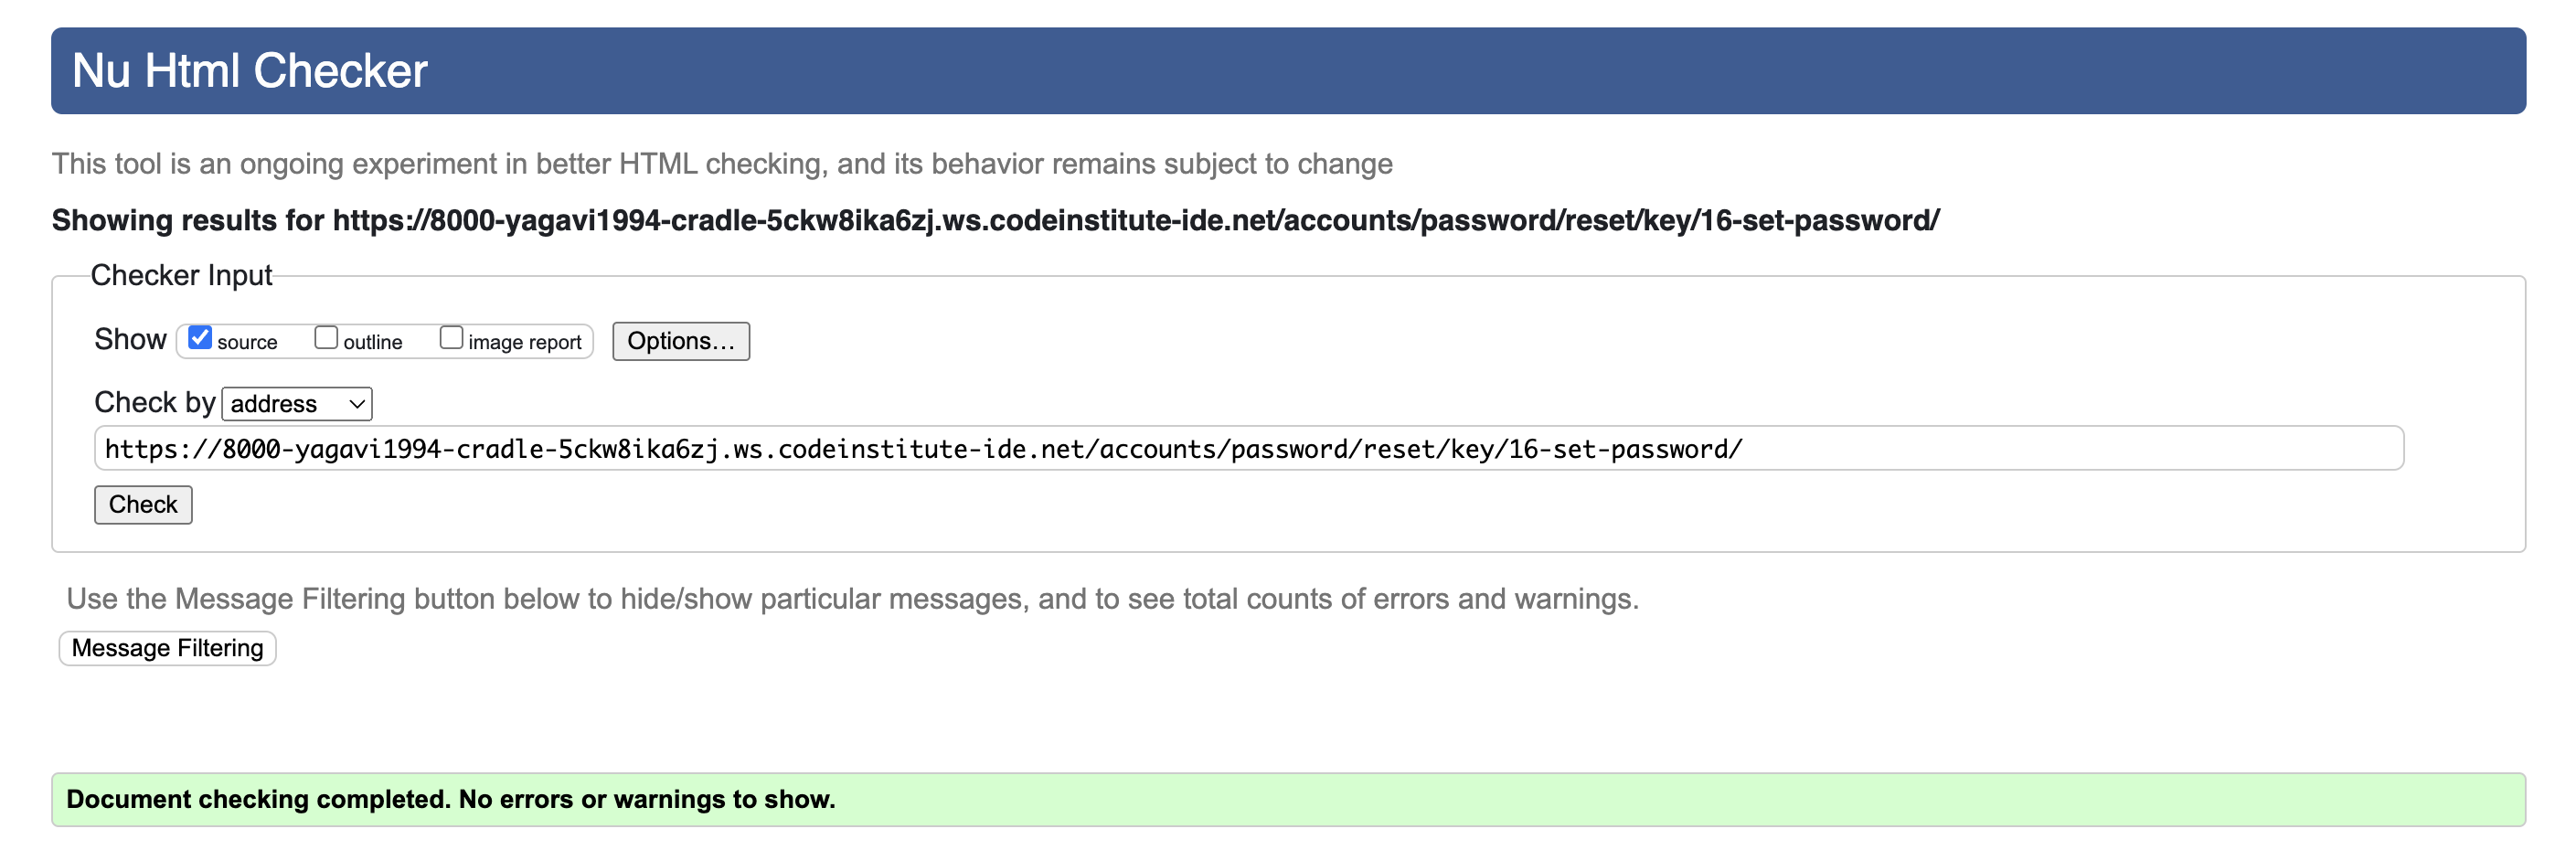 Nu Html Checker
This tool is an ongoing experiment in better HTML checking, and its behavior remains subject to change
Showing results for https://8000-yagavi1994-cradle-5ckw8ika6zj.ws.codeinstitute-ide.net/accounts/password/reset/key/16-set-password/
Checker Input
Show source outline image report Options...
Check by address
https://8000-yagavi1994-cradle-5ckw8ika6zj.ws.codeinstitute-ide.net/accounts/password/reset/key/16-set-password/
Check
Use the Message Filtering button below to hide/show particular messages, and to see total counts of errors and warnings.
Message Filtering
Document checking completed. No errors or warnings to show.